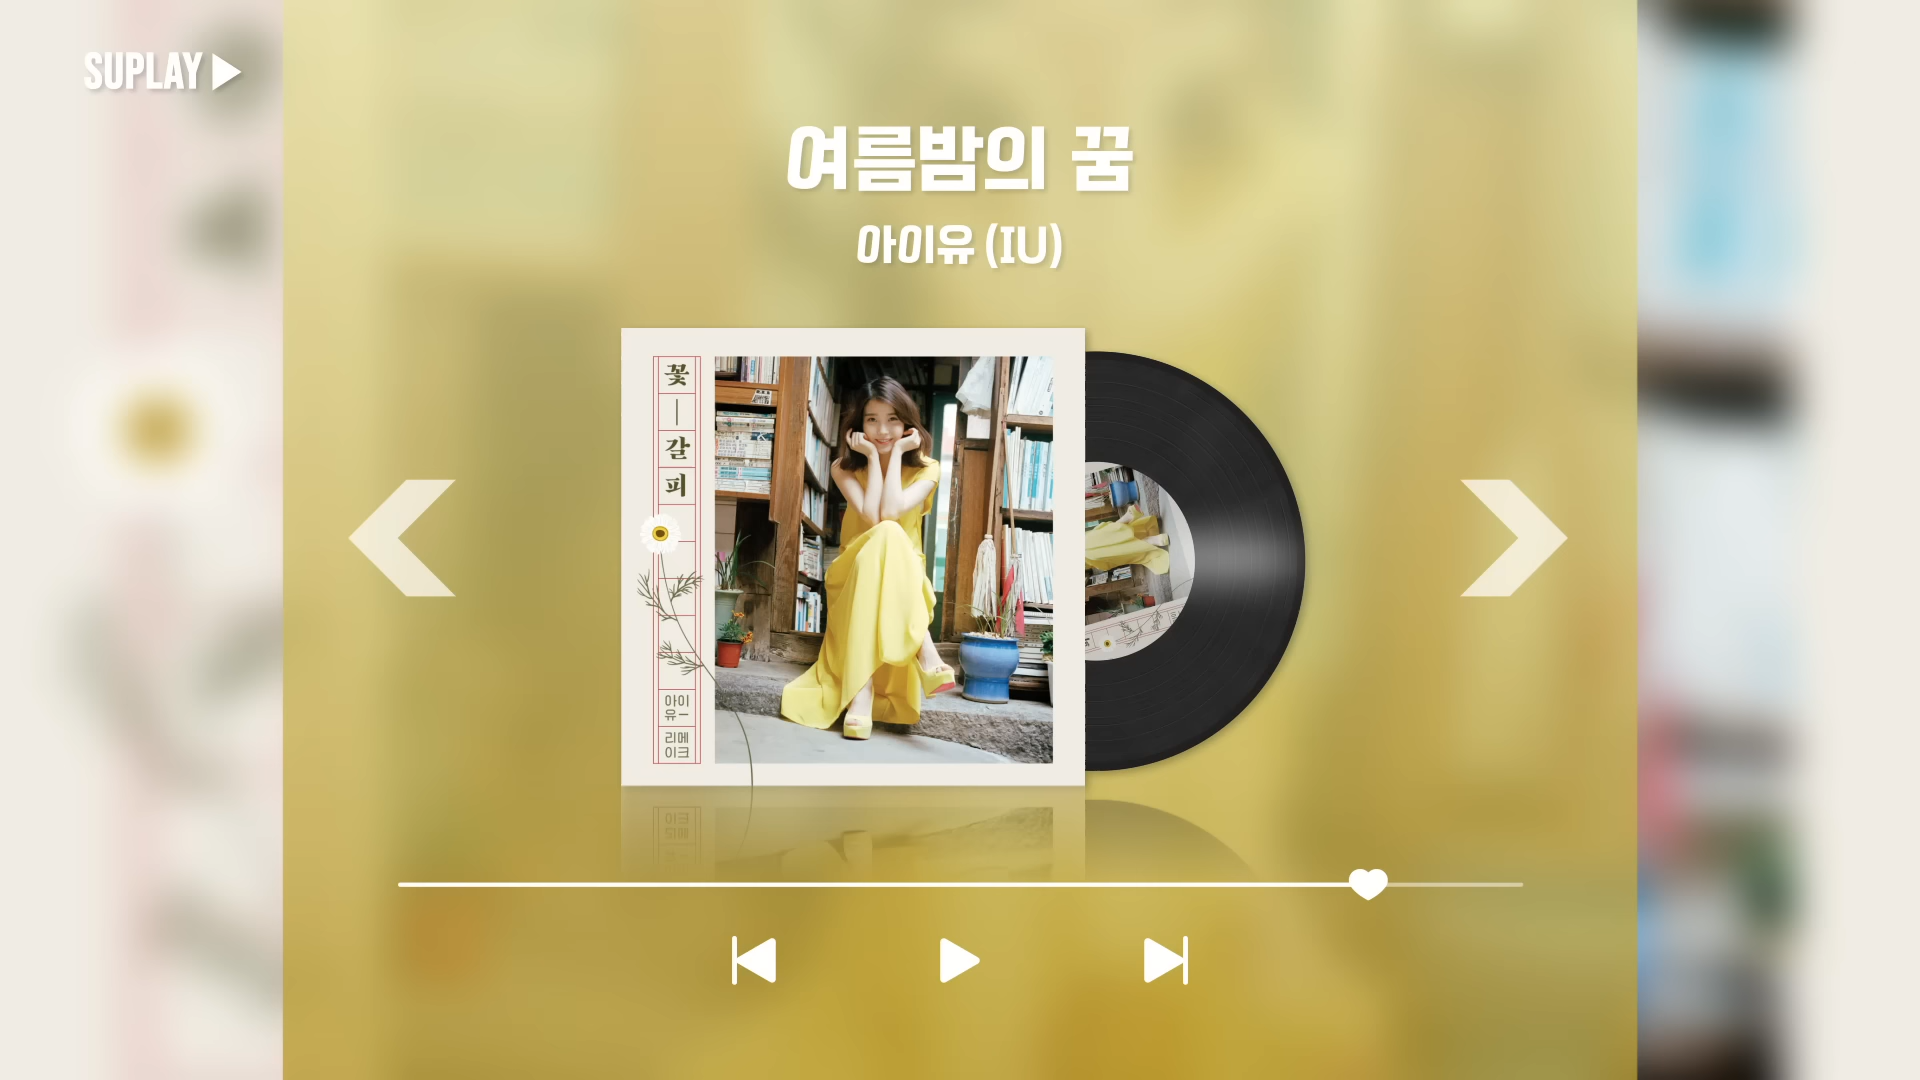 SUPLAY
여름밤의 꿈
아이유 (IU)
꽃
갈
피
아이
유–
리메
이크